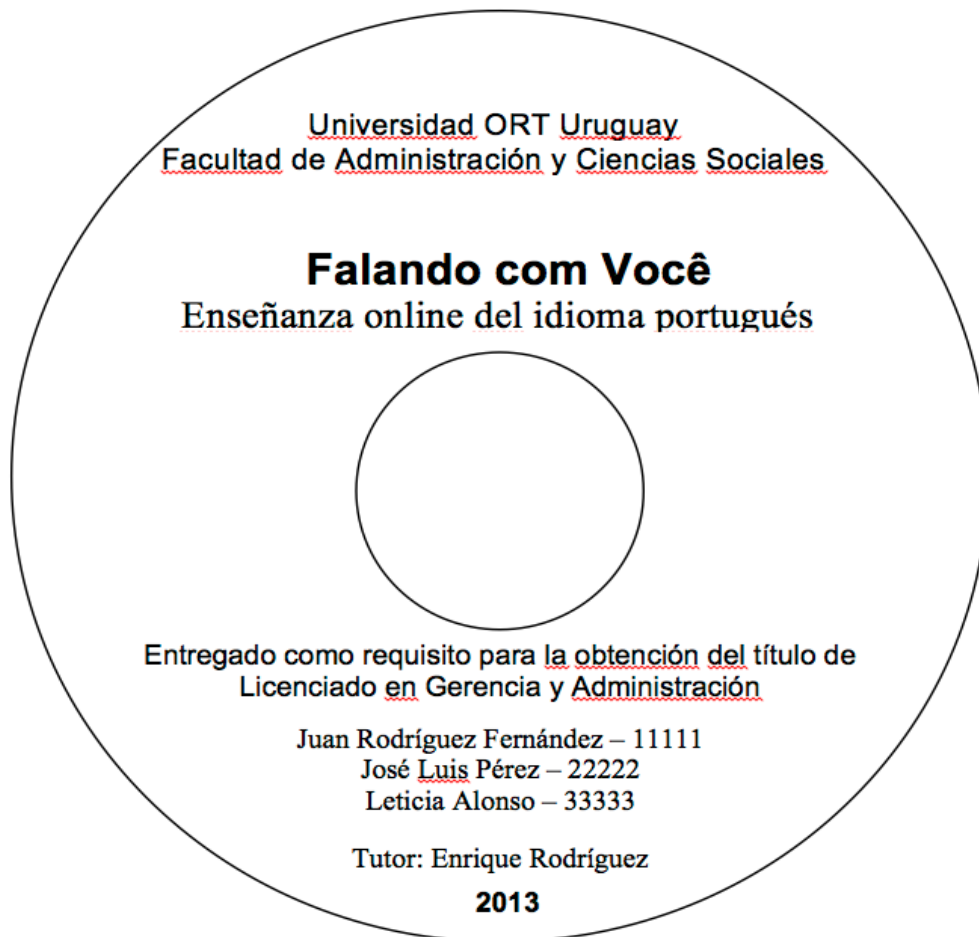 Universidad ORT Uruguay
Facultad de Administración y Ciencias Sociales
Falando com Você
Enseñanza online del idioma portugués
Entregado como requisito para la obtención del título de
Licenciado en Gerencia y Administración
Juan Rodríguez Fernández – 11111
José Luis Pérez – 22222
Leticia Alonso – 33333
Tutor: Enrique Rodríguez
2013